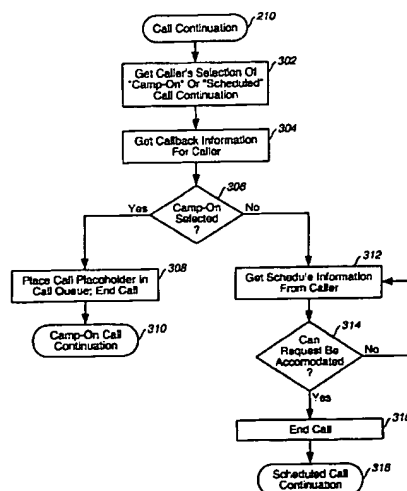 210
Call Continuation
302
Get Caller's Selection Of
"Camp-On" Or "Scheduled"
Call Continuation
304
Get Callback Information
For Caller
306
Camp-On
Selected
?
Yes
No
308
Place Call Placeholder in
Call Queue; End Call
310
Camp-On Call
Continuation
312
Get Schedule Information
From Caller
314
Can
Request Be
Accomodated
?
No
Yes
316
End Call
318
Scheduled Call
Continuation